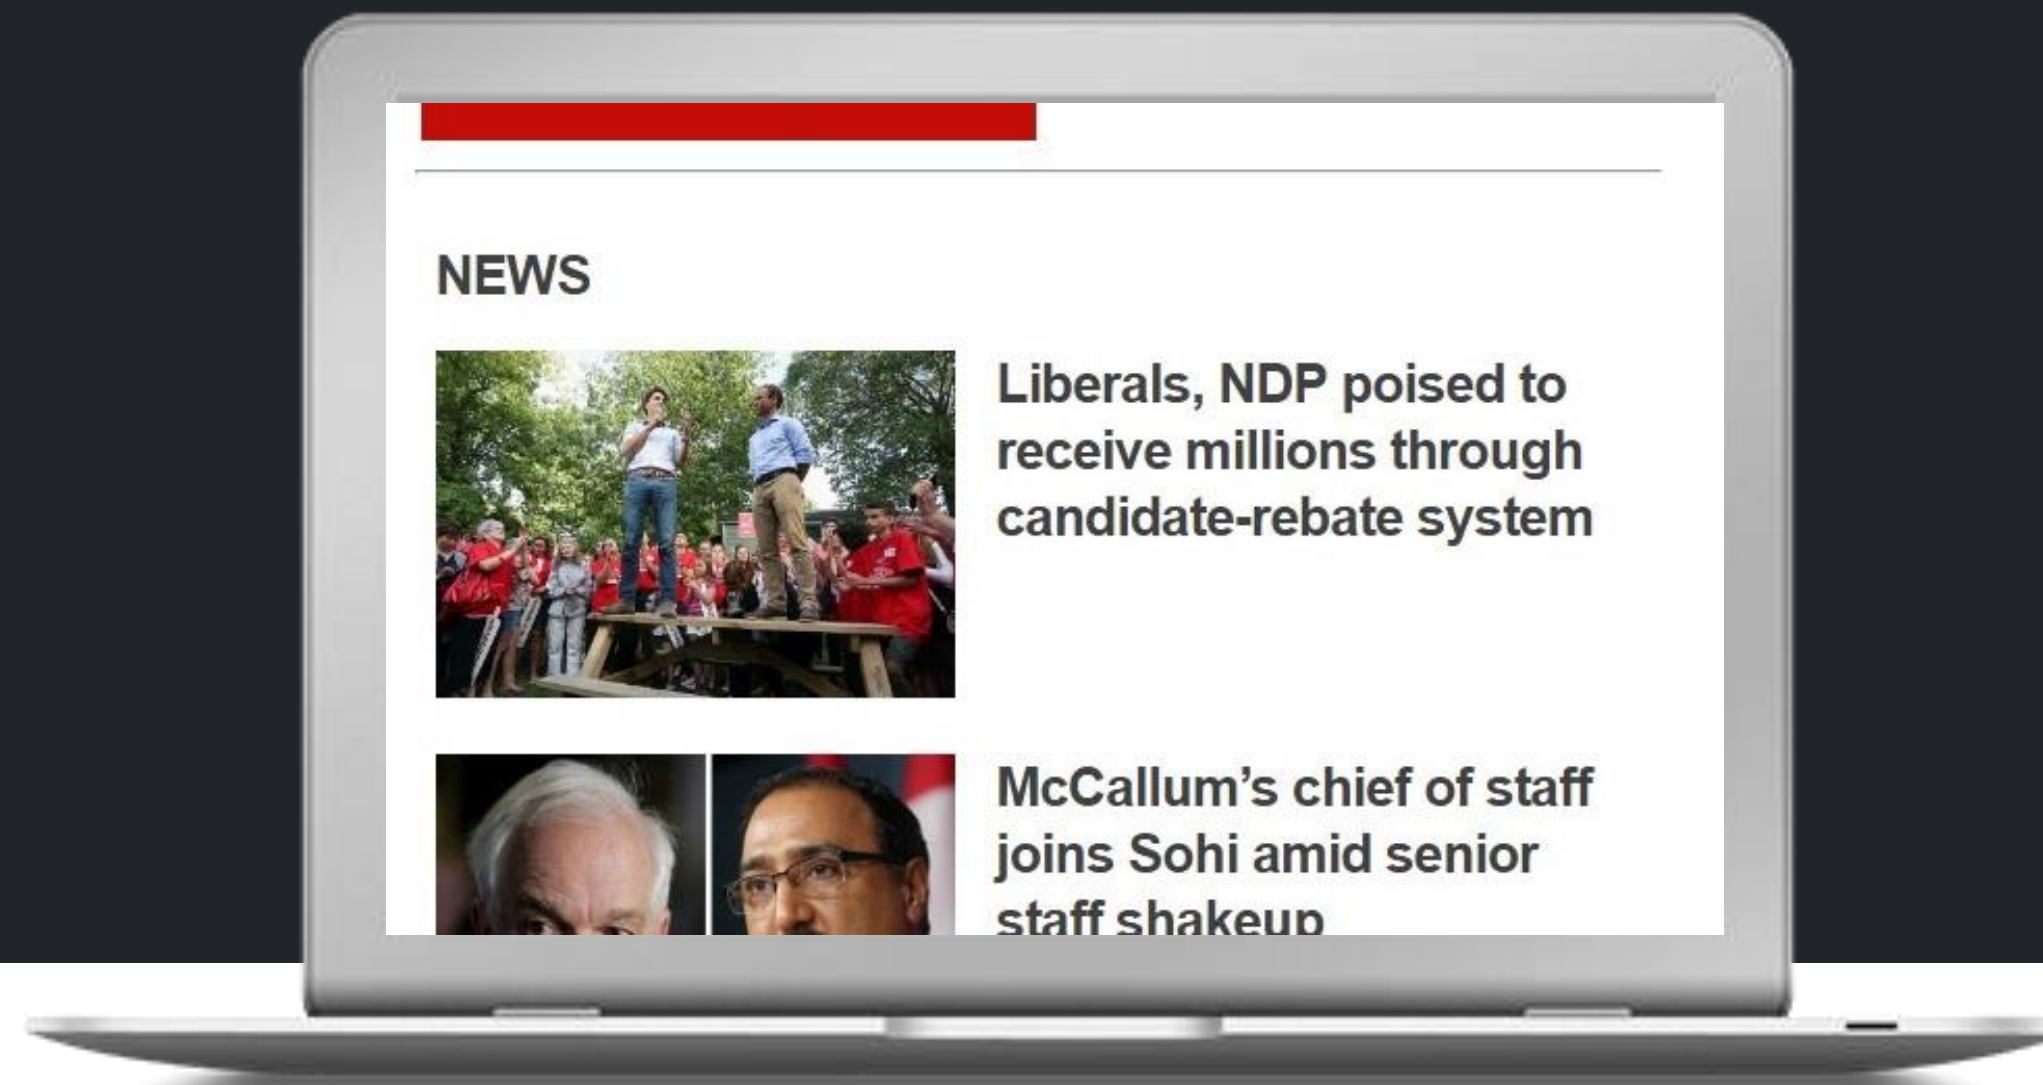 NEWS
Liberals, NDP poised to
receive millions through
candidate-rebate system
McCallum’s chief of staff
joins Sohi amid senior
staff shakeup